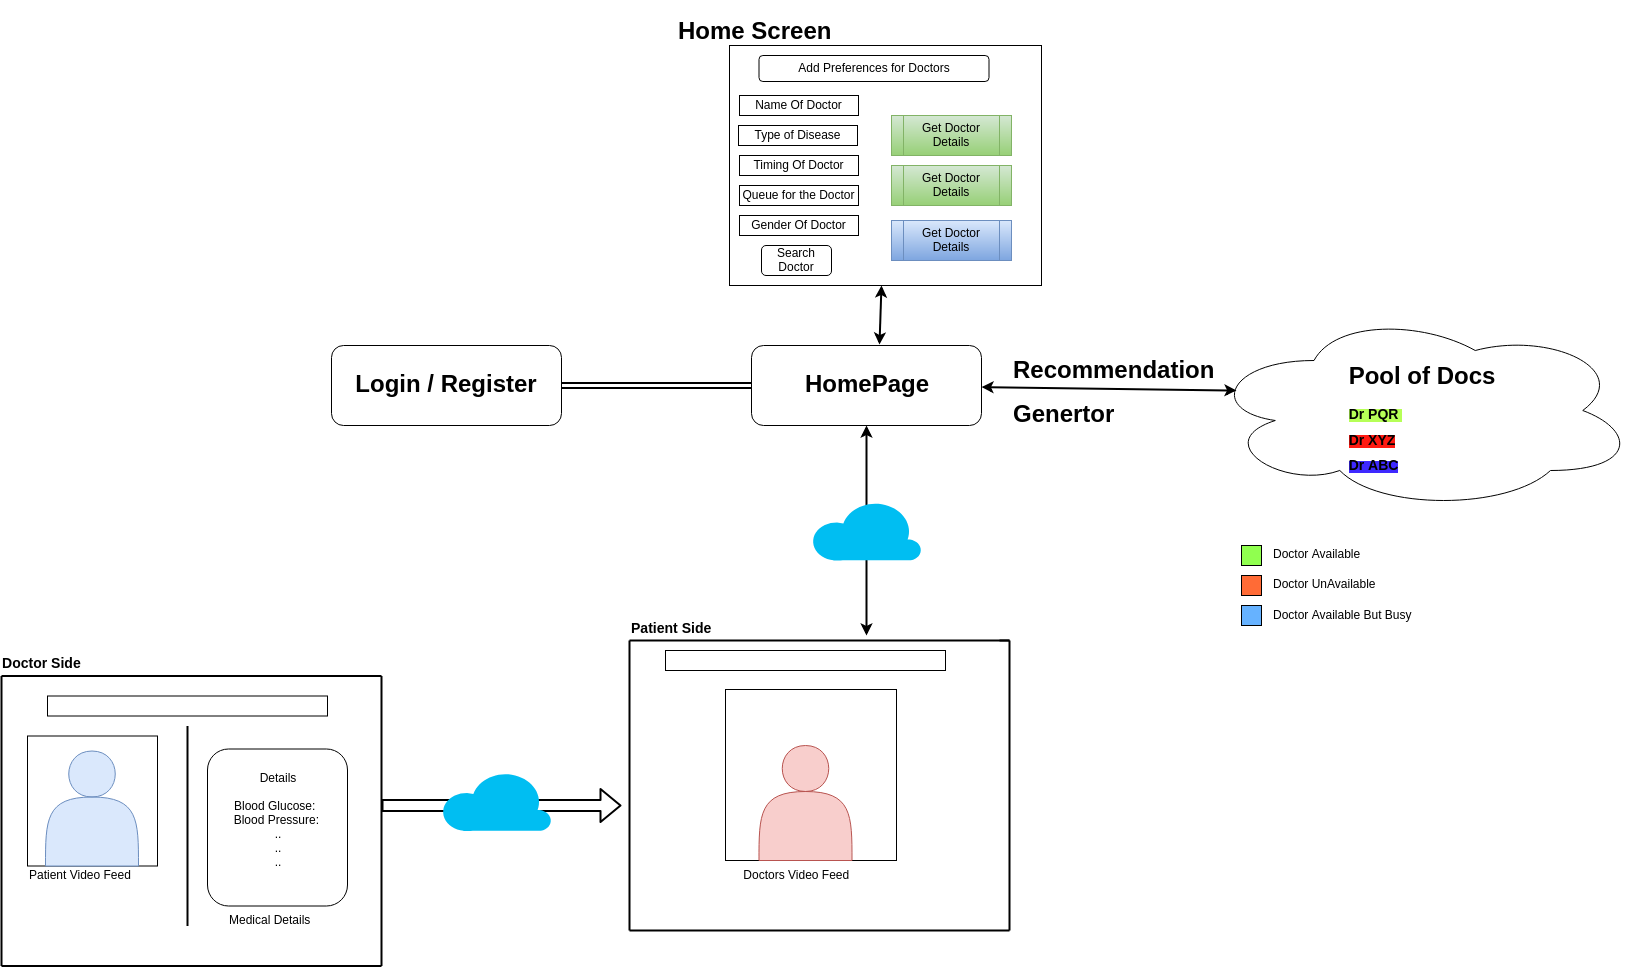 Home Screen
Add Preferences for Doctors
Name Of Doctor
Type of Disease
Timing Of Doctor
Queue for the Doctor
Gender Of Doctor
Search
Doctor
Get Doctor
Details
Get Doctor
Details
Get Doctor
Details
Login / Register
HomePage
Recommendation
Genertor
Pool of Docs
Dr PQR
Dr XYZ
Dr ABC
Doctor Available
Doctor UnAvailable
Doctor Available But Busy
Patient Side
Doctors Video Feed
Doctor Side
Patient Video Feed
Details
Blood Glucose:
Blood Pressure:
..
..
..
Medical Details